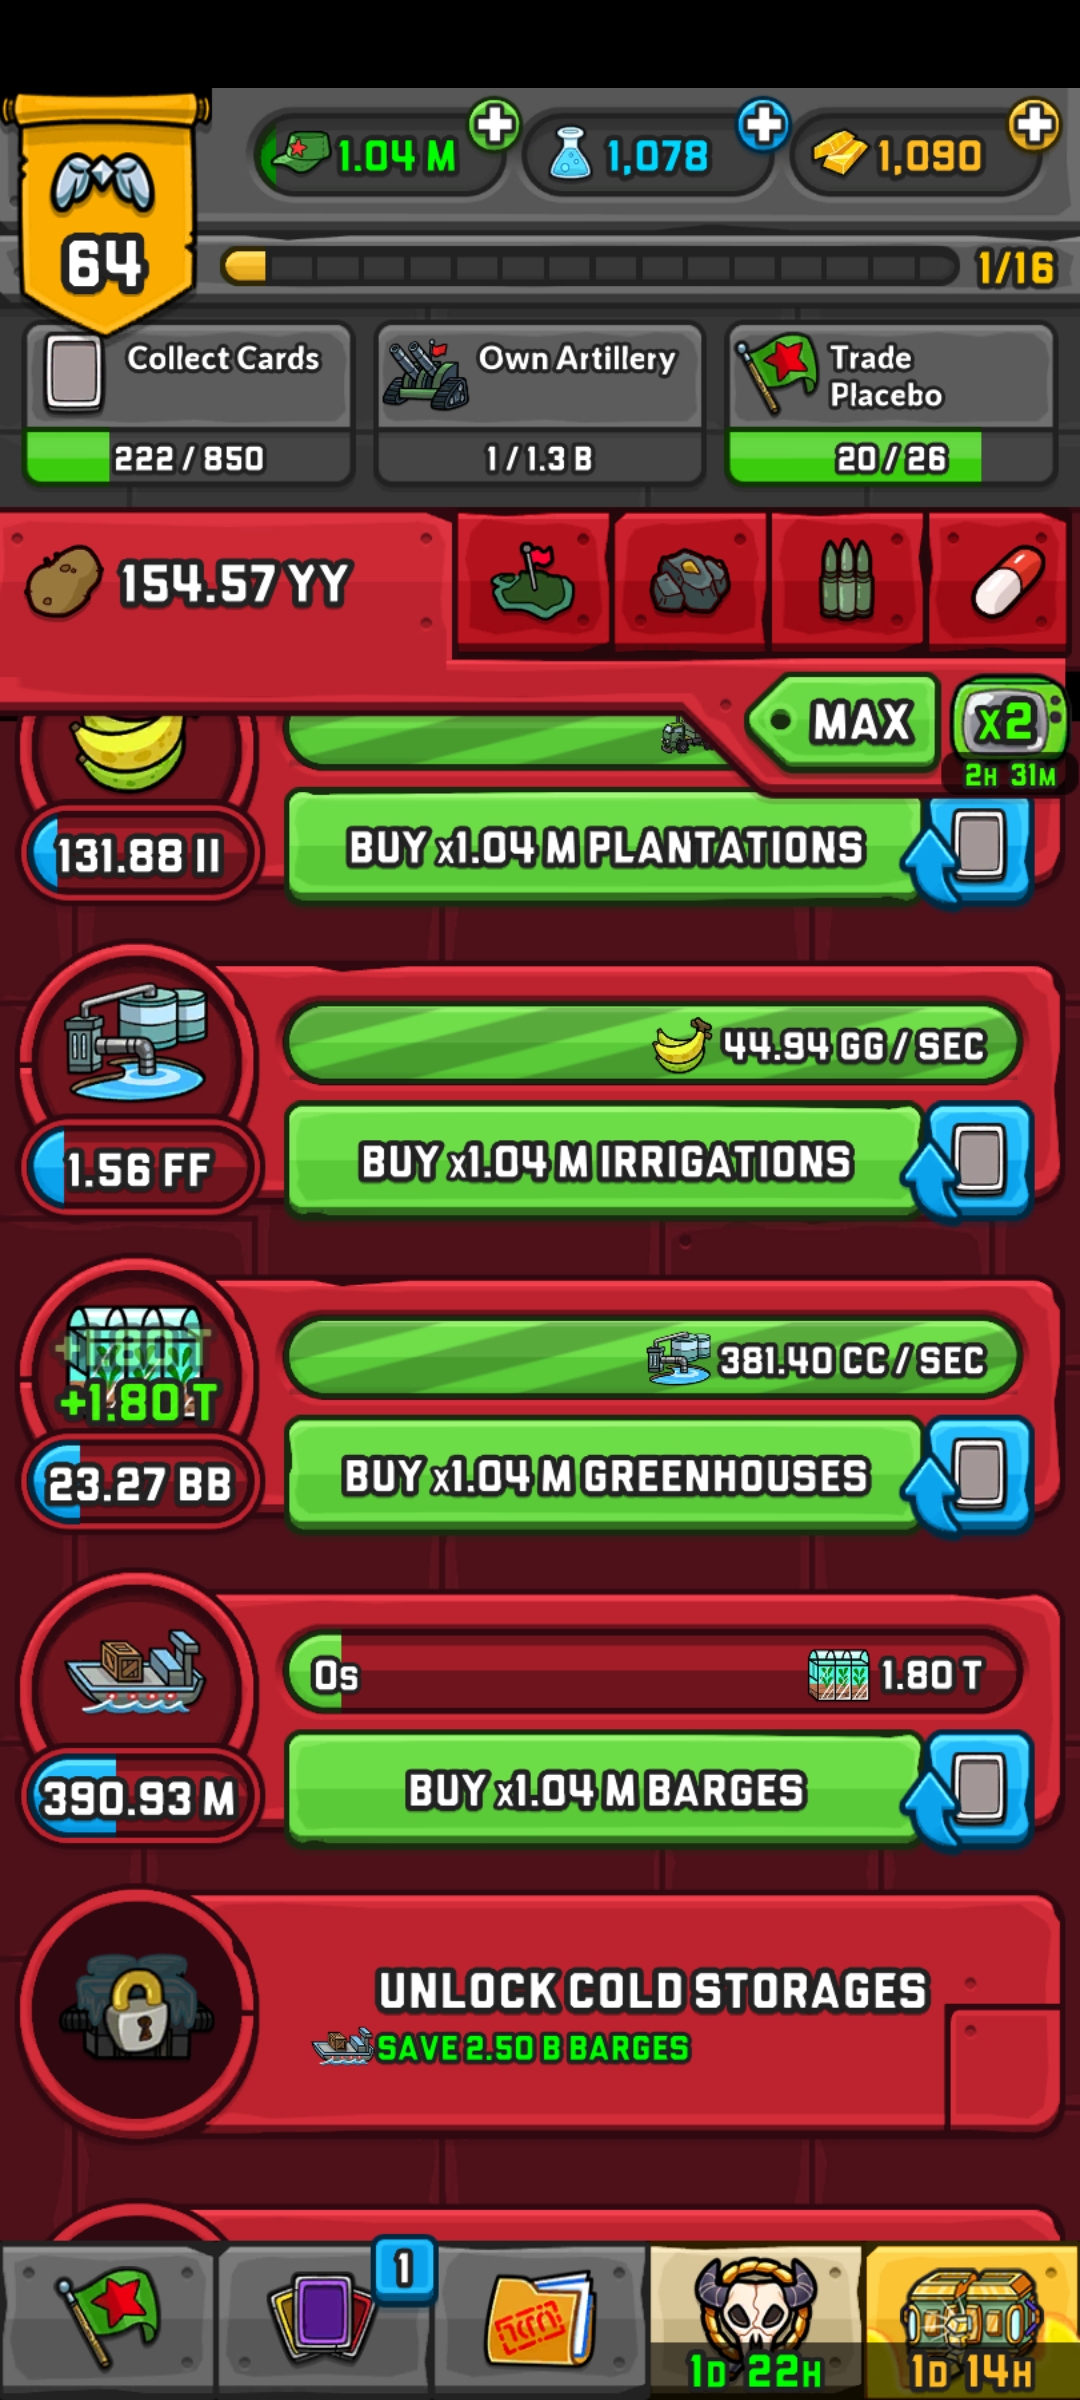 64
1.04 M
1,078
1,090
1/16
Collect Cards
222 / 850
Own Artillery
1 / 1.3 B
Trade
Placebo
20 / 26
154.57 YY
MAX
x2
2H 31M
131.88 II
BUY x1.04 M PLANTATIONS
44.94 GG / SEC
1.56 FF
BUY x1.04 M IRRIGATIONS
+1.80 T
+1.80 T
381.40 CC / SEC
23.27 BB
BUY x1.04 M GREENHOUSES
0s
1.80 T
390.93 M
BUY x1.04 M BARGES
UNLOCK COLD STORAGES
SAVE 2.50 B BARGES
1
1D 22H
1D 14H